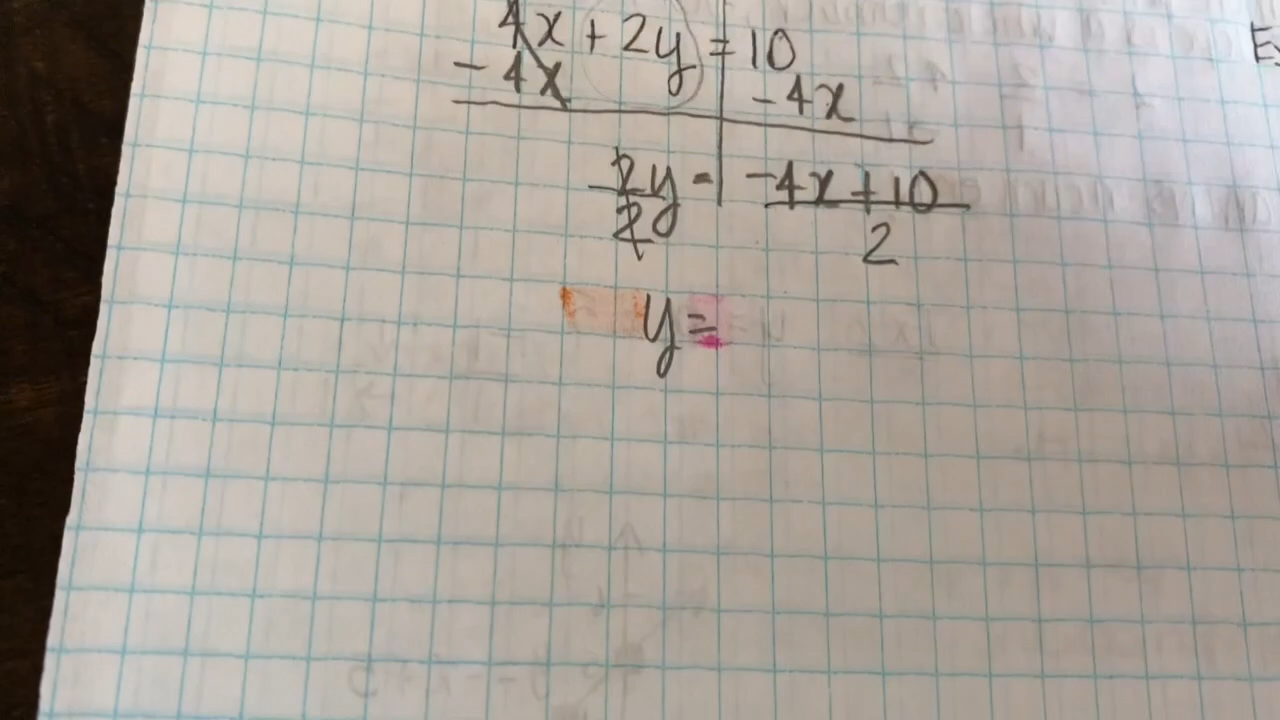 4x + 2y = 10
- 4x - 4x
2y = -4x + 10
2 2
y =